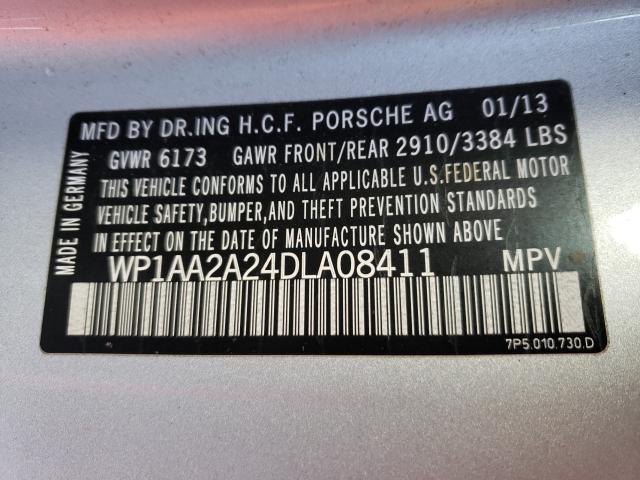 MFD BY DR.ING H.C.F. PORSCHE AG 01/13
GVWR 6173 GAWR FRONT/REAR 2910/3384 LBS
THIS VEHICLE CONFORMS TO ALL APPLICABLE U.S.FEDERAL MOTOR
VEHICLE SAFETY,BUMPER,AND THEFT PREVENTION STANDARDS
IN EFFECT ON THE DATE OF MANUFACTURE SHOWN ABOVE
WP1AA2A24DLA08411 MPV
7P5.010.730.D
MADE IN GERMANY